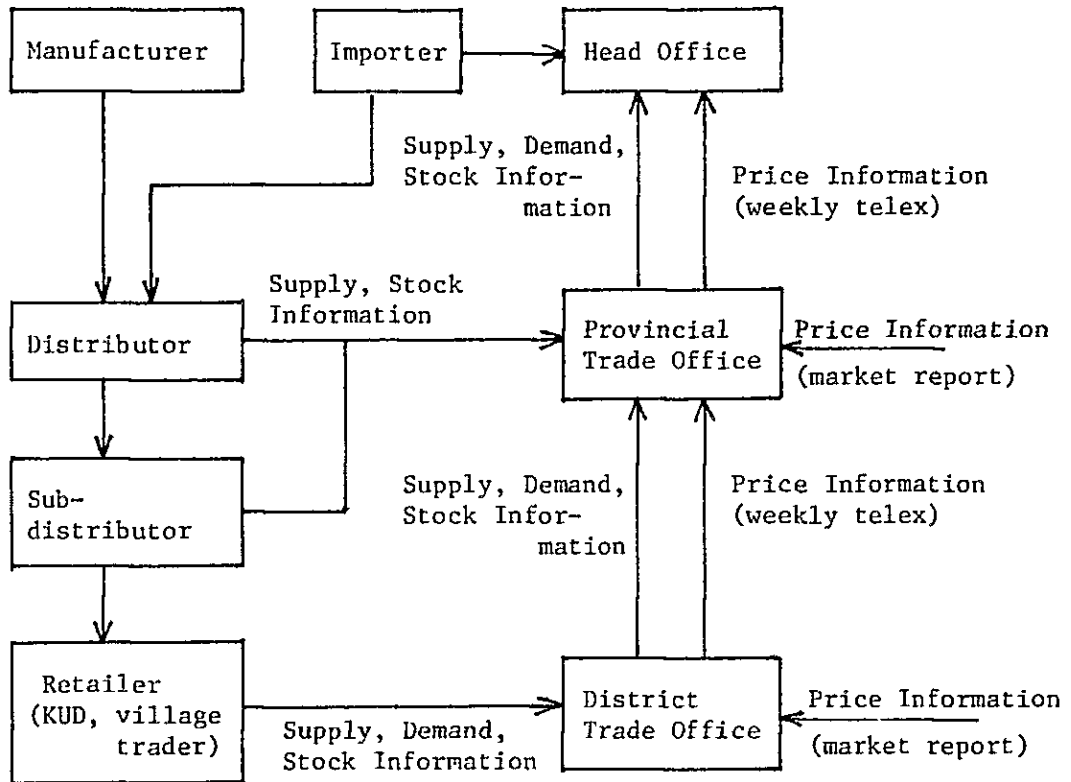 Manufacturer
Importer
Head Office
Supply, Demand,
Stock Infor-
mation
Price Information
(weekly telex)
Supply, Stock
Information
Distributor
Provincial
Trade Office
Price Information
(market report)
Sub-
distributor
Supply, Demand,
Stock Infor-
mation
Price Information
(weekly telex)
Retailer
(KUD, village
trader)
Supply, Demand,
Stock Information
District
Trade Office
Price Information
(market report)